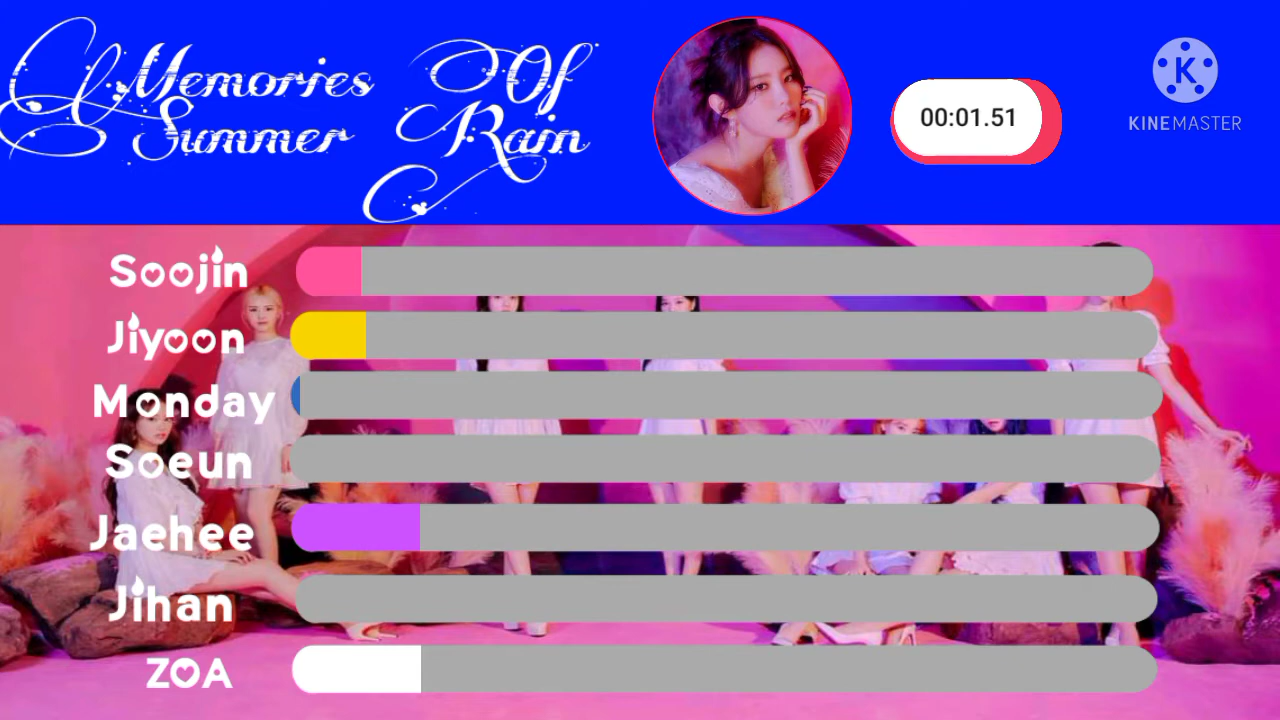 Memories Of
Summer Rain
00:01.51
K
KINEMASTER
Soojin
Jiyoon
Monday
Soeun
Jaehee
Jihan
ZOA